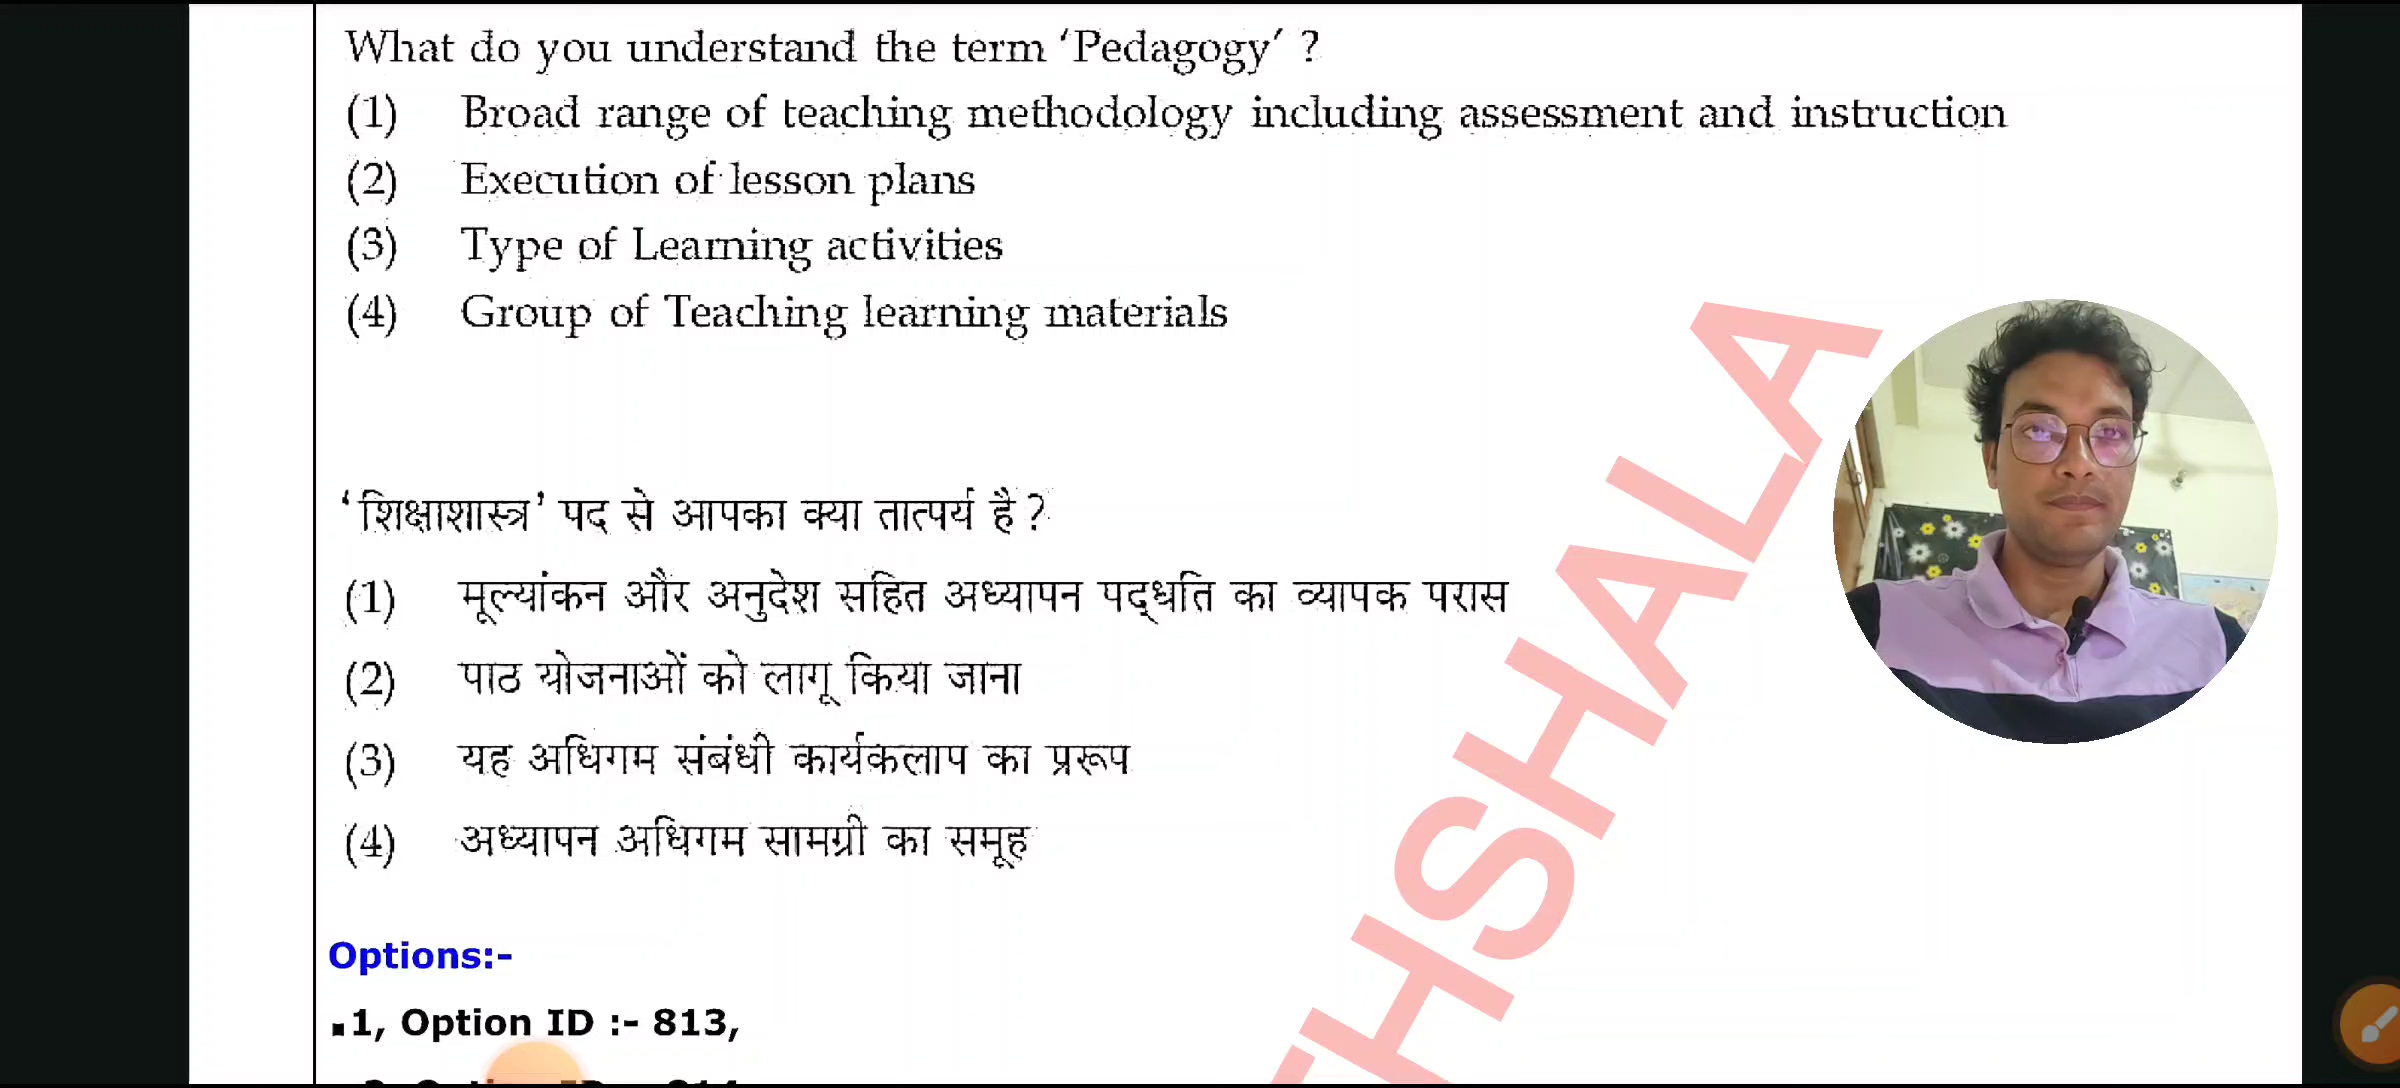 What do you understand the term ‘Pedagogy’ ?
(1) Broad range of teaching methodology including assessment and instruction
(2) Execution of lesson plans
(3) Type of Learning activities
(4) Group of Teaching learning materials
‘शिक्षाशास्त्र’ पद से आपका क्या तात्पर्य है ?
(1) मूल्यांकन और अनुदेश सहित अध्यापन पद्धति का व्यापक परास
(2) पाठ योजनाओं को लागू किया जाना
(3) यह अधिगम संबंधी कार्यकलाप का प्ररूप
(4) अध्यापन अधिगम सामग्री का समूह
Options:-
1, Option ID :- 813,
HSHALA